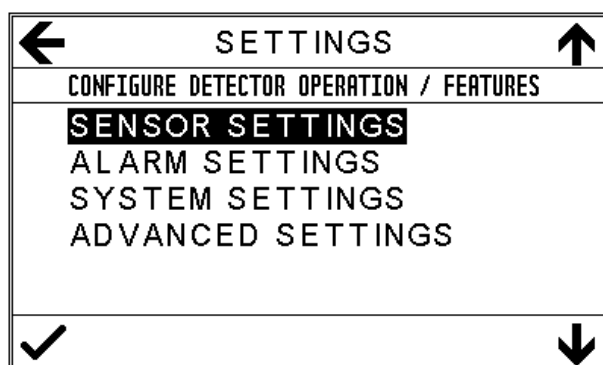 SETTINGS
CONFIGURE DETECTOR OPERATION / FEATURES
SENSOR SETTINGS
ALARM SETTINGS
SYSTEM SETTINGS
ADVANCED SETTINGS